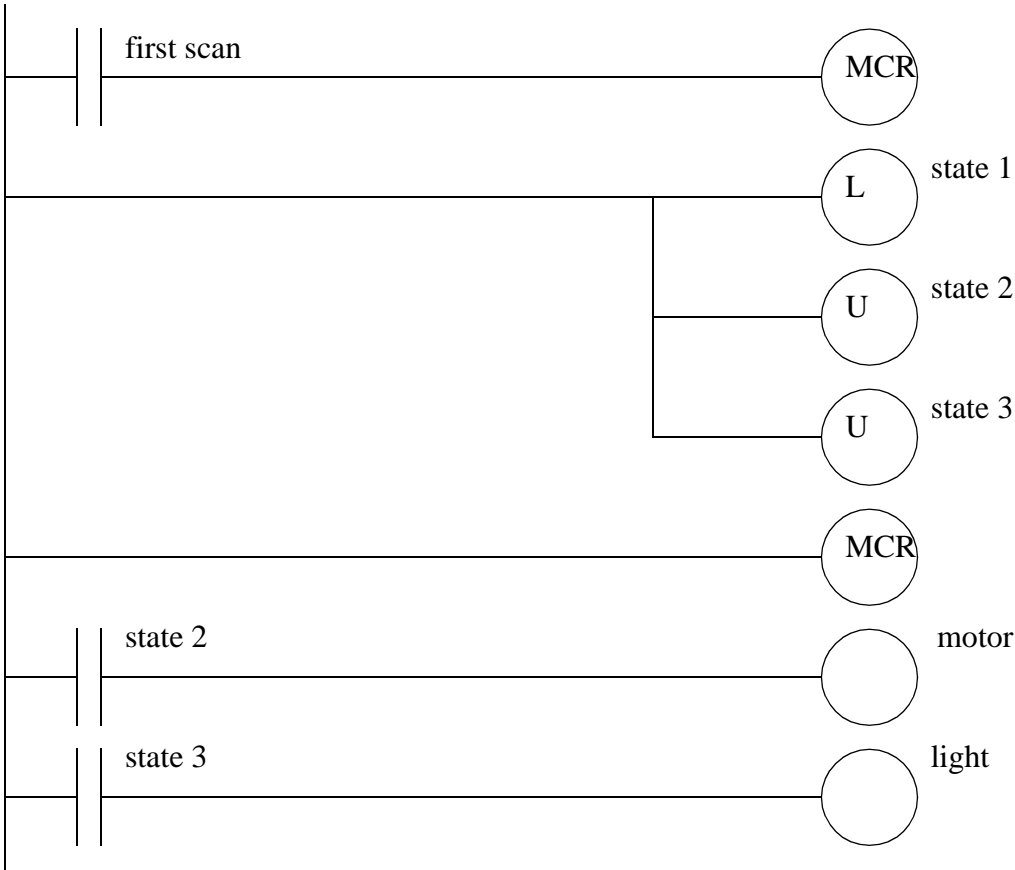 first scan
MCR
state 1
L
state 2
U
state 3
U
MCR
state 2
motor
state 3
light